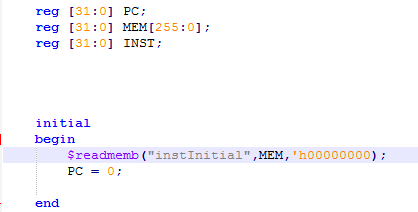 reg [31:0] PC;
reg [31:0] MEM[255:0];
reg [31:0] INST;
initial
begin
$readmemb("instInitial",MEM,'h00000000);
PC = 0;
end